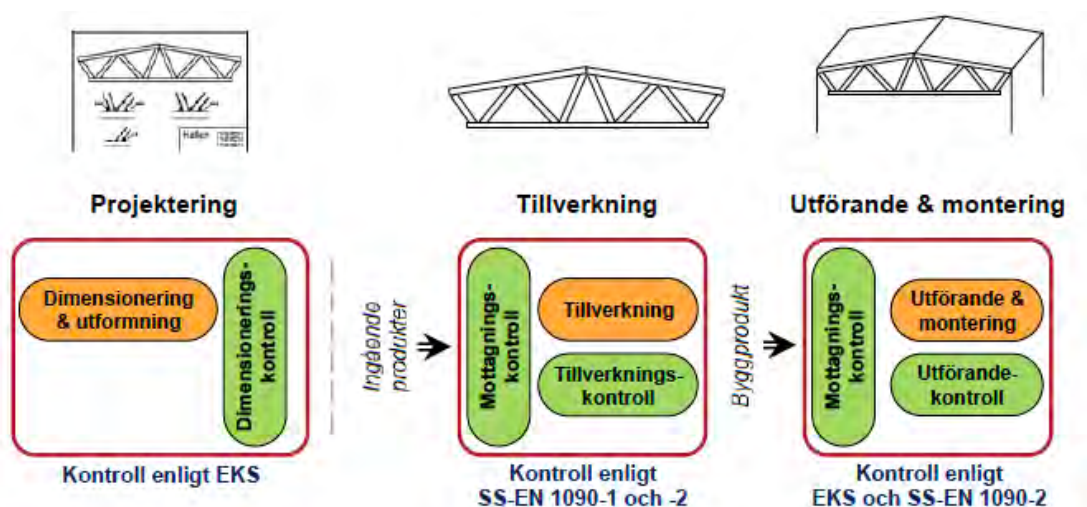 Hallen
Projektering
Tillverkning
Utförande & montering
Dimensionering
& utformning
Dimensionerings-
kontroll
Ingående
produkter
Mottagnings-
kontroll
Tillverkning
Tillverknings-
kontroll
Byggprodukt
Mottagnings-
kontroll
Utförande &
montering
Utförande-
kontroll
Kontroll enligt EKS
Kontroll enligt
SS-EN 1090-1 och -2
Kontroll enligt
EKS och SS-EN 1090-2